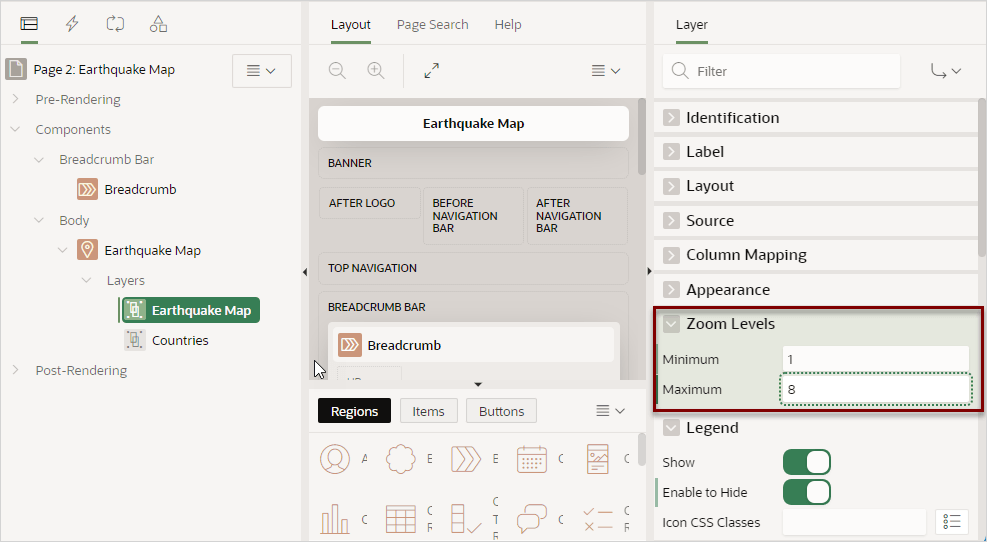 Page 2: Earthquake Map
Pre-Rendering
Components
Breadcrumb Bar
Breadcrumb
Body
Earthquake Map
Layers
Earthquake Map
Countries
Post-Rendering
Layout
Page Search
Help
Earthquake Map
BANNER
AFTER LOGO
BEFORE
NAVIGATION
BAR
AFTER
NAVIGATION
BAR
TOP NAVIGATION
BREADCRUMB BAR
Breadcrumb
Regions
Items
Buttons
Layer
Filter
Identification
Label
Layout
Source
Column Mapping
Appearance
Zoom Levels
Minimum
1
Maximum
8
Legend
Show
Enable to Hide
Icon CSS Classes